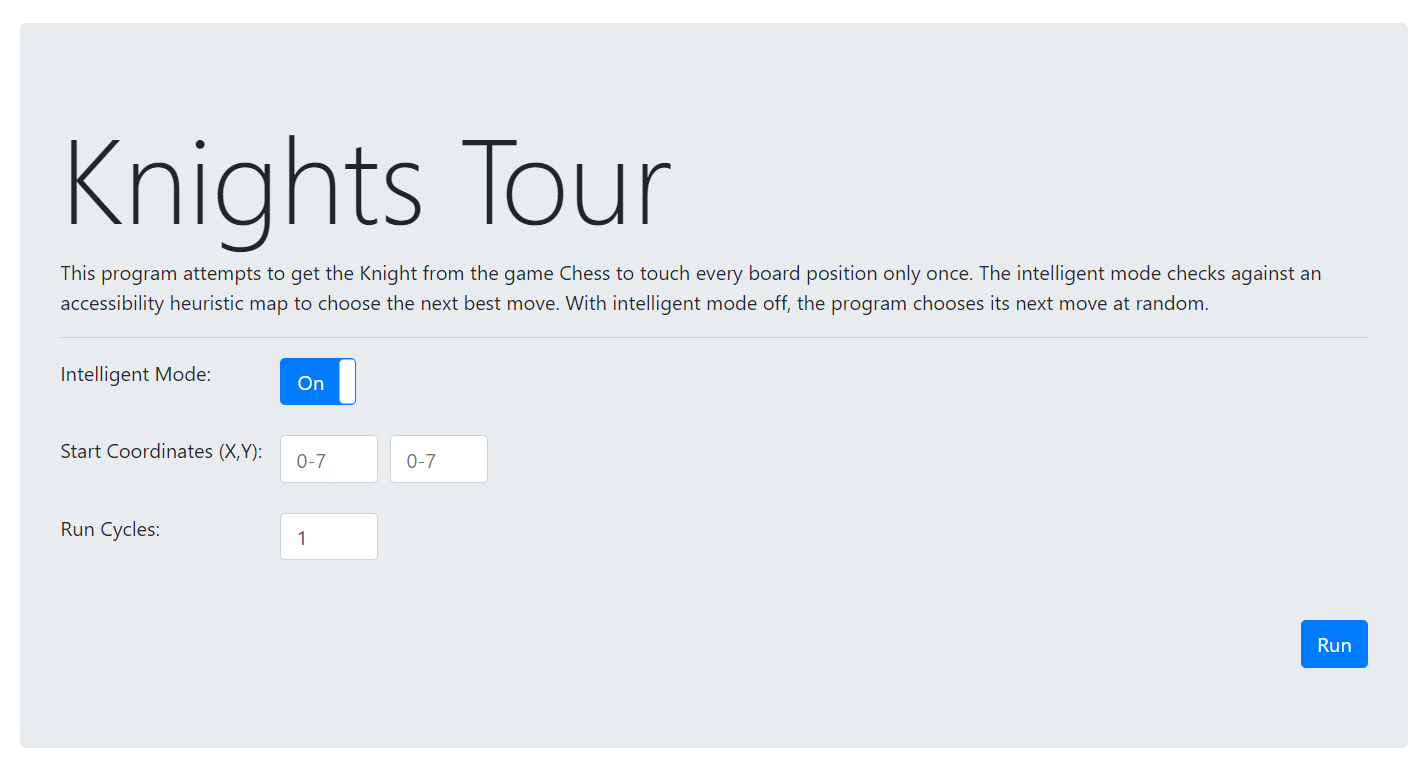 Knights Tour
This program attempts to get the Knight from the game Chess to touch every board position only once. The intelligent mode checks against an
accessibility heuristic map to choose the next best move. With intelligent mode off, the program chooses its next move at random.
Intelligent Mode: On
Start Coordinates (X,Y): 0-7 0-7
Run Cycles: 1
Run